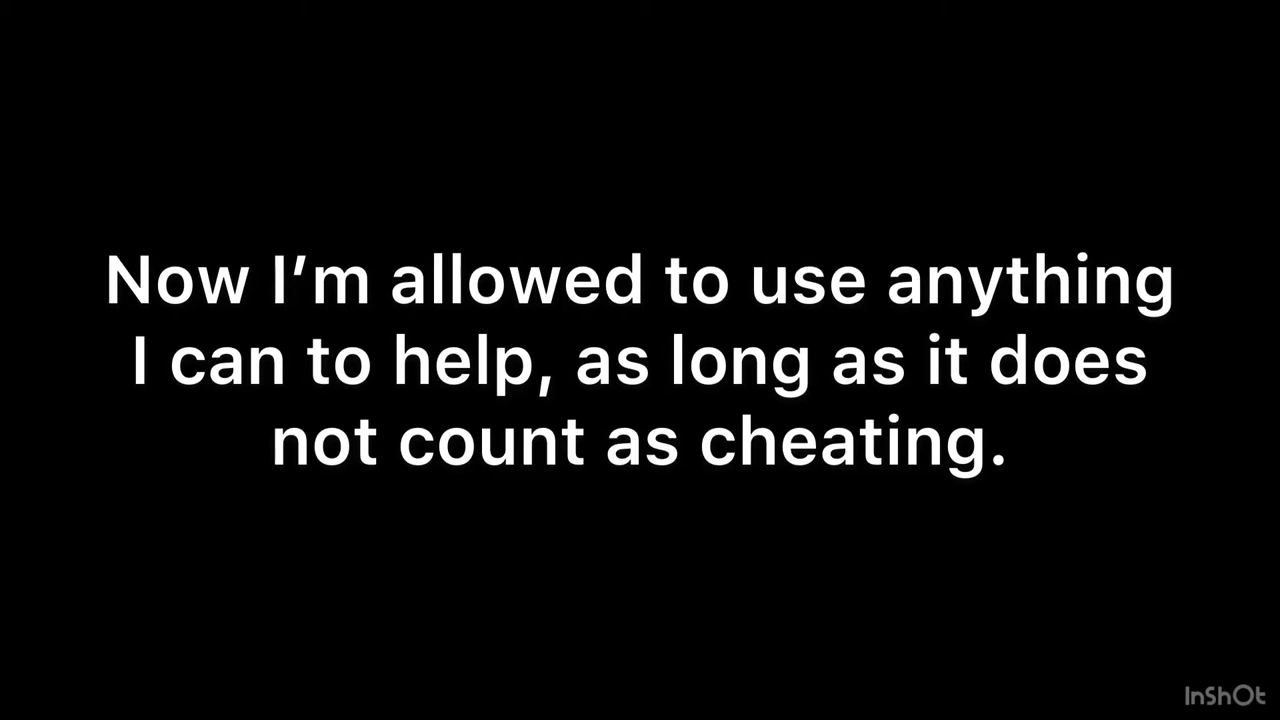 Now I’m allowed to use anything
I can to help, as long as it does
not count as cheating.
InShOt